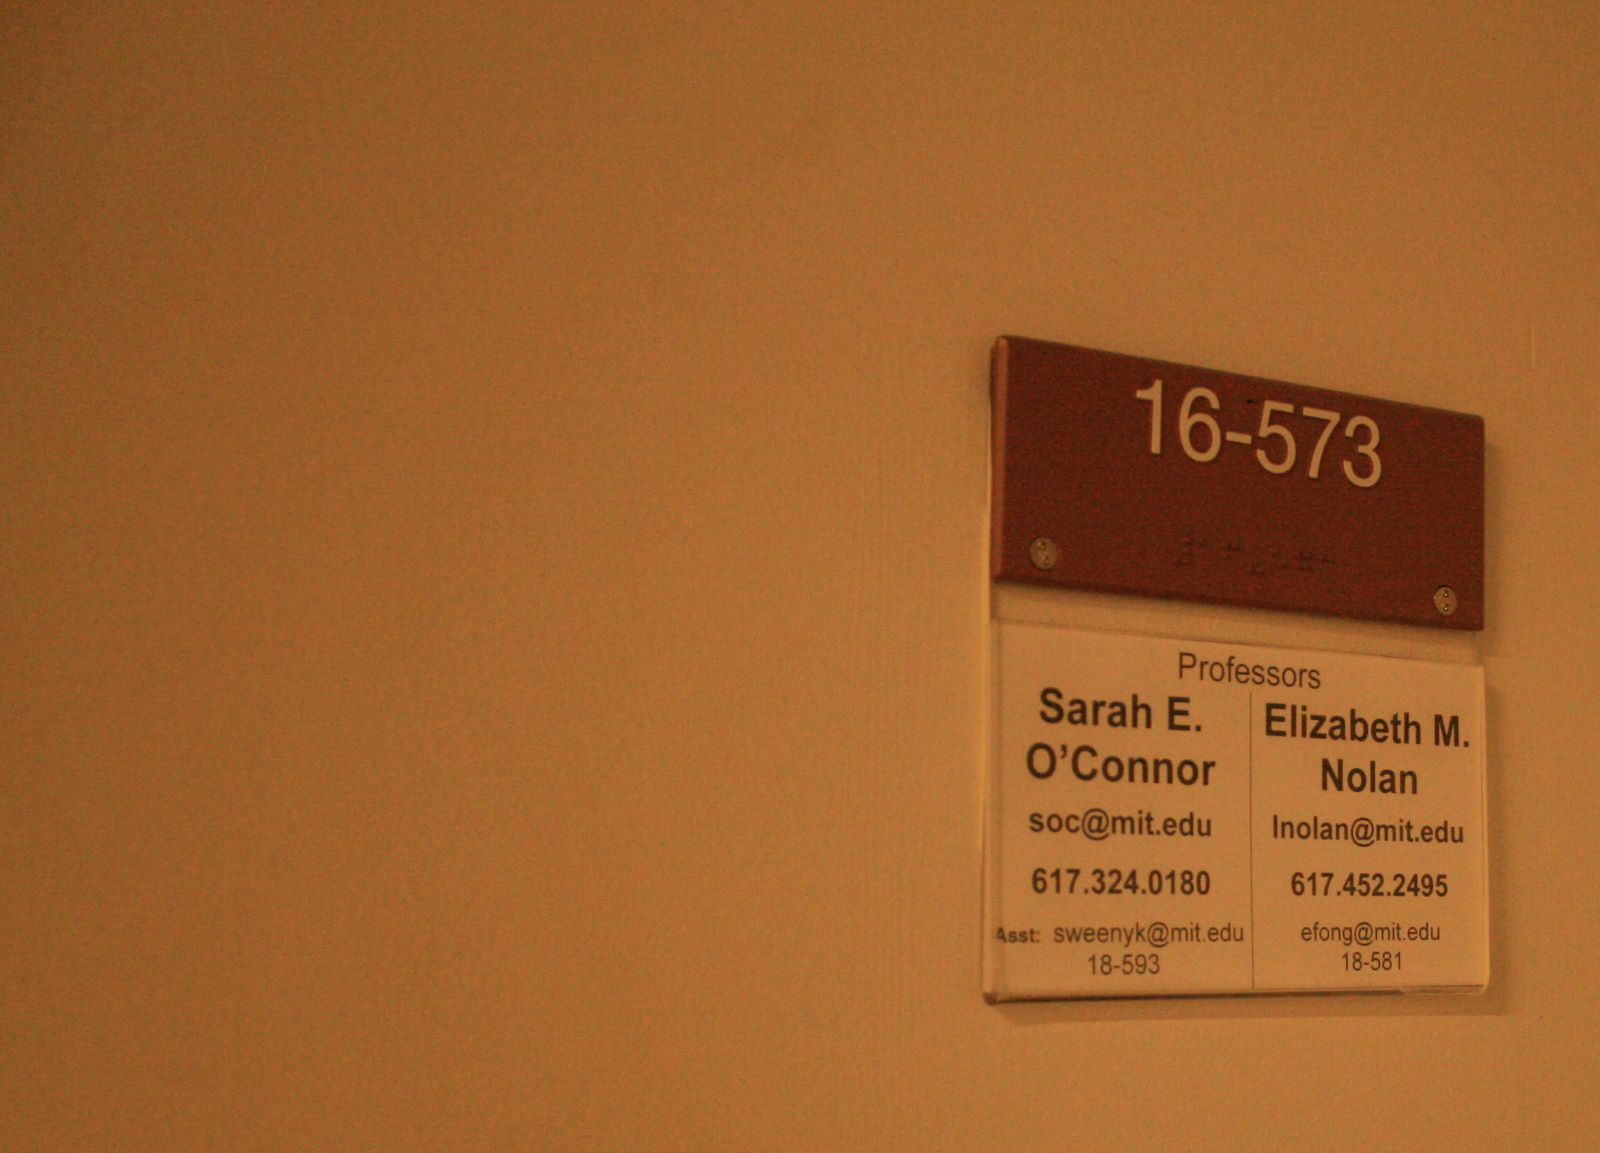 16-573
Professors
Sarah E.
O'Connor
soc@mit.edu
617.324.0180
Asst: sweenyk@mit.edu
18-593
Elizabeth M.
Nolan
lnolan@mit.edu
617.452.2495
efong@mit.edu
18-581